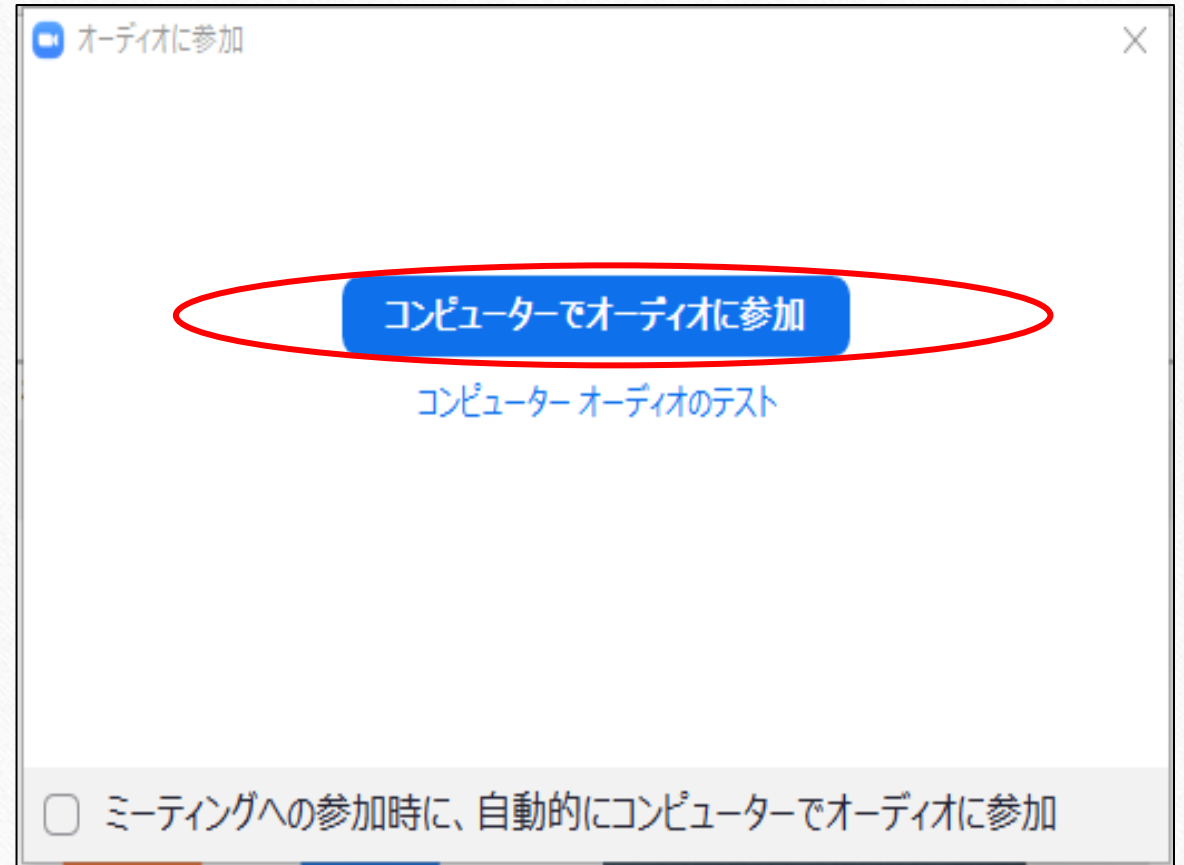 オーディオに参加
コンピューターでオーディオに参加
コンピューター オーディオのテスト
ミーティングへの参加時に、自動的にコンピューターでオーディオに参加